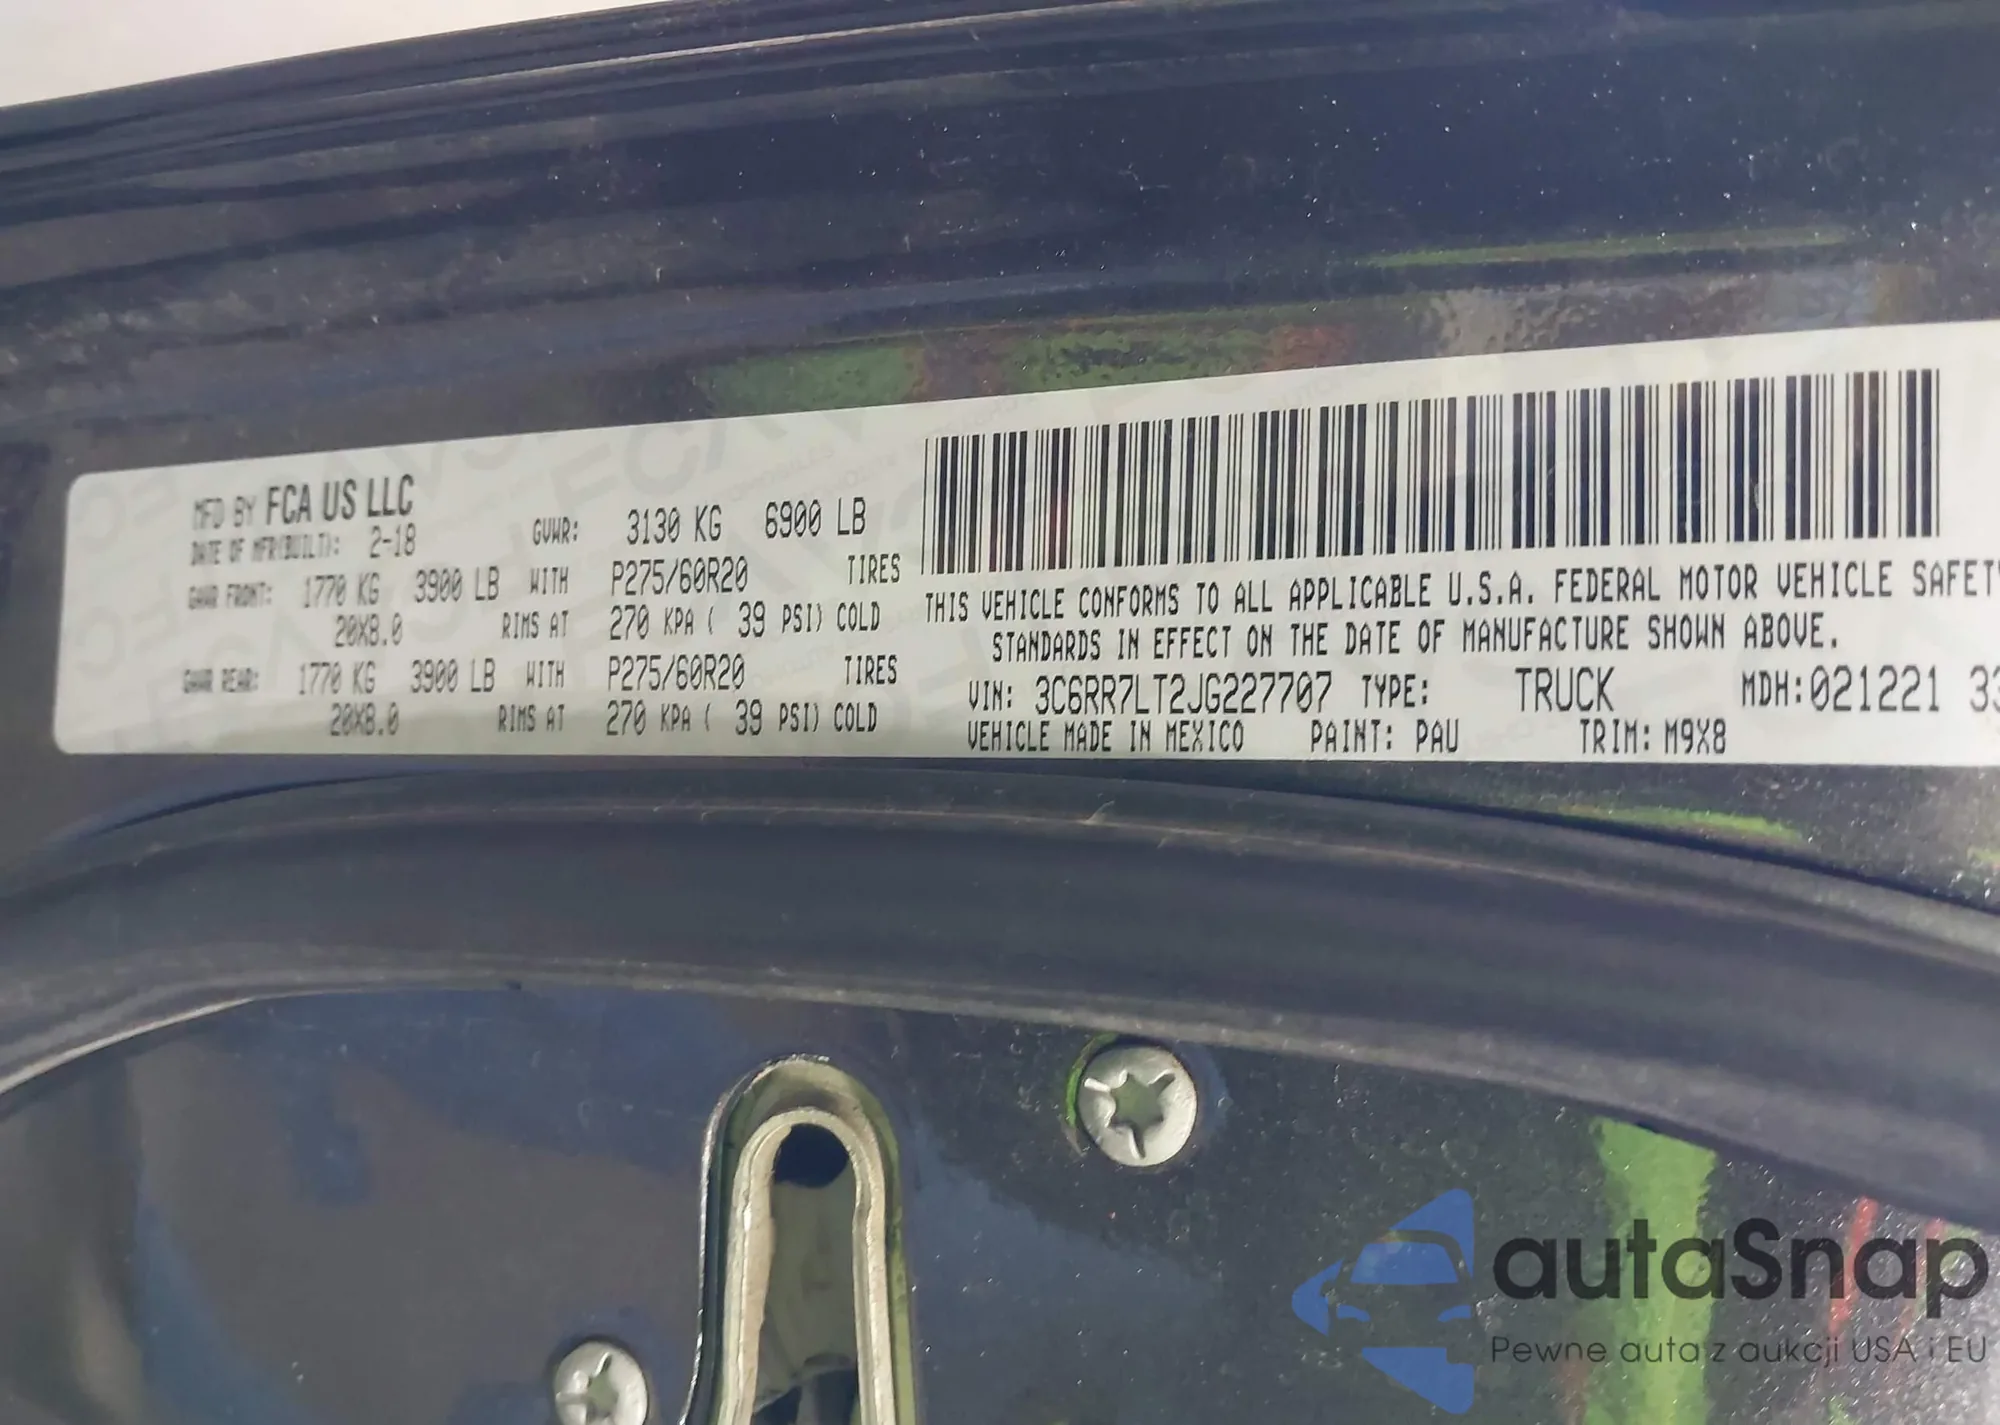 MFD BY FCA US LLC
DATE OF MFR(BUILT): 2-18 GVWR: 3130 KG 6900 LB
GAWR FRONT: 1770 KG 3900 LB WITH P275/60R20 TIRES
20X8.0 RIMS AT 270 KPA ( 39 PSI) COLD
GAWR REAR: 1770 KG 3900 LB WITH P275/60R20 TIRES
20X8.0 RIMS AT 270 KPA ( 39 PSI) COLD
THIS VEHICLE CONFORMS TO ALL APPLICABLE U.S.A. FEDERAL MOTOR VEHICLE SAFETY
STANDARDS IN EFFECT ON THE DATE OF MANUFACTURE SHOWN ABOVE.
VIN: 3C6RR7LT2JG227707 TYPE: TRUCK MDH:021221 33
VEHICLE MADE IN MEXICO PAINT: PAU TRIM: M9X8
autaSnap
Pewne auta z aukcji USA i EU